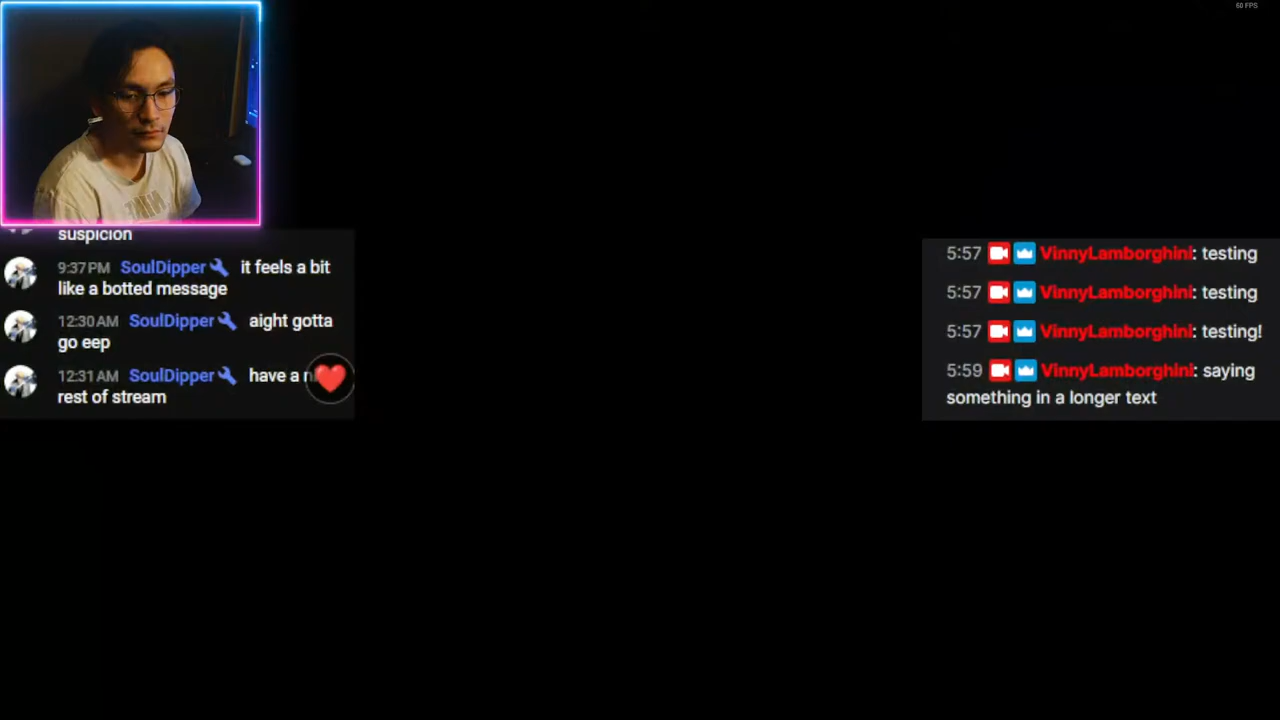 60 FPS
suspicion
9:37 PM SoulDipper it feels a bit
like a botted message
12:30 AM SoulDipper aight gotta
go eep
12:31 AM SoulDipper have a
rest of stream
5:57 VinnyLamborghini: testing
5:57 VinnyLamborghini: testing
5:57 VinnyLamborghini: testing!
5:59 VinnyLamborghini: saying
something in a longer text